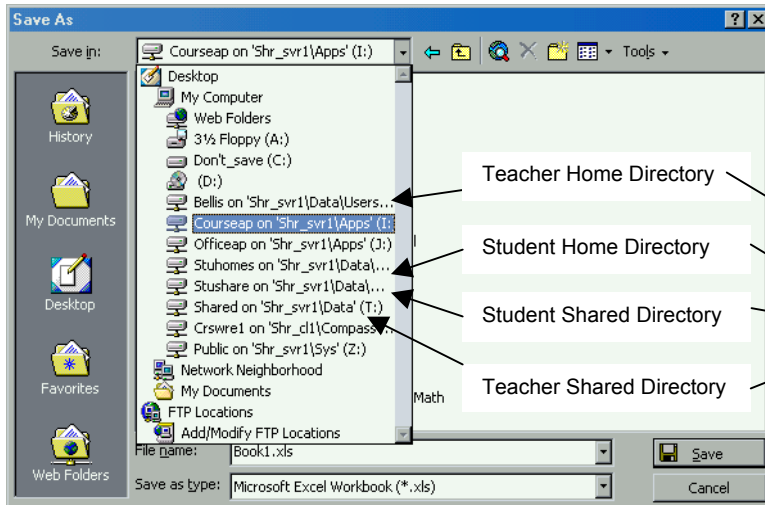 Save As
Save in: Courseap on 'Shr_svr1\Apps' (I:) Tools
Desktop
My Computer
Web Folders
3½ Floppy (A:)
Don't_save (C:)
(D:)
Bellis on 'Shr_svr1\Data\Users...
Courseap on 'Shr_svr1\Apps' (I:
Officeap on 'Shr_svr1\Apps' (J:)
Stuhomes on 'Shr_svr1\Data\...
Stushare on 'Shr_svr1\Data\...
Shared on 'Shr_svr1\Data' (T:)
Crswre1 on 'Shr_cl1\Compass...
Public on 'Shr_svr1\Sys' (Z:)
Network Neighborhood
My Documents
FTP Locations
Add/Modify FTP Locations
History
My Documents
Desktop
Favorites
Web Folders
Teacher Home Directory
Student Home Directory
Student Shared Directory
Teacher Shared Directory
Math
File name: Book1.xls
Save
Save as type: Microsoft Excel Workbook (*.xls)
Cancel